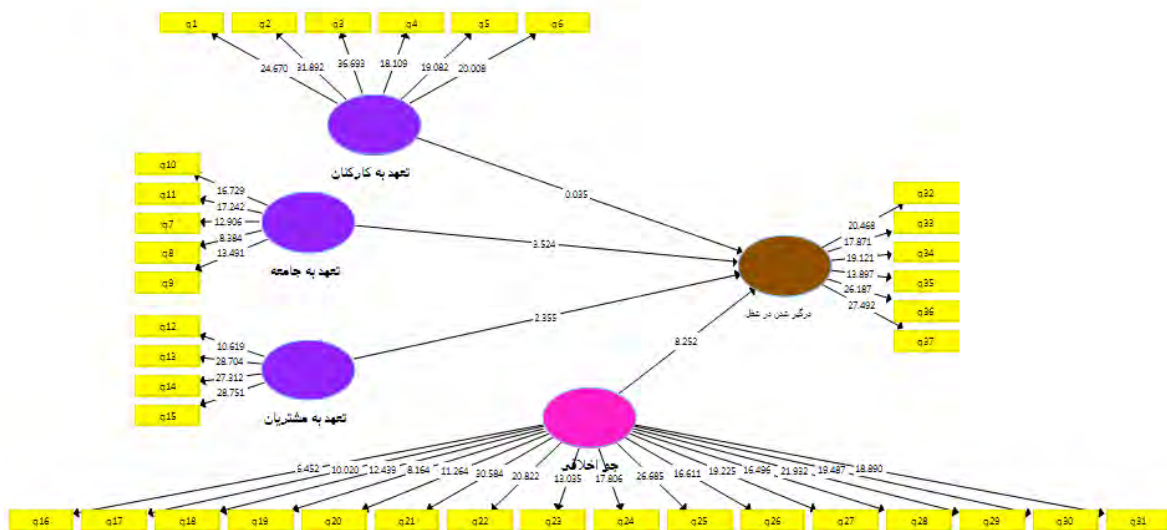 q1 q2 q3 q4 q5 q6
24.670 31.892 36.693 18.109 19.082 20.008
تعهد به کارکنان
q10
q11
q7
q8
q9
16.729
17.242
12.906
8.384
13.491
تعهد به جامعه
q12
q13
q14
q15
10.619
28.704
27.312
28.751
تعهد به مشتریان
0.035
3.524
2.355
8.252
درگیر شدن در شغل
20.468
17.871
19.121
13.897
26.187
27.492
q32
q33
q34
q35
q36
q37
جو اخلاقی
10.020 12.439 8.164 11.264 30.584 20.822 13.035 17.806 26.685 16.611 19.225 16.496 21.932 19.487 18.890
q16 q17 q18 q19 q20 q21 q22 q23 q24 q25 q26 q27 q28 q29 q30 q31